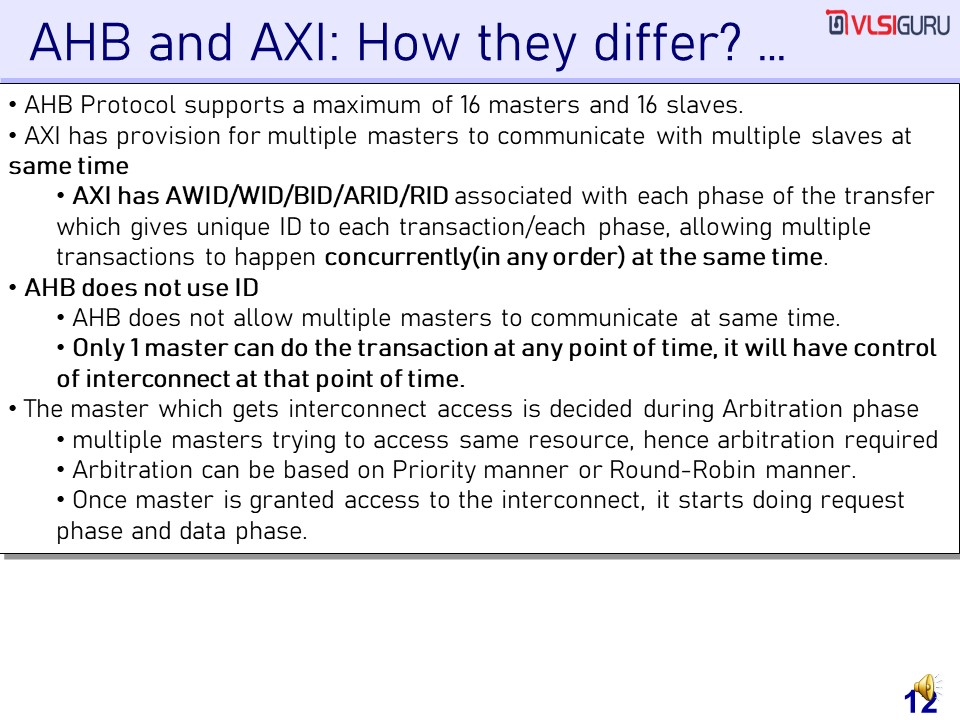 AHB and AXI: How they differ? ...
VLSIGURU
• AHB Protocol supports a maximum of 16 masters and 16 slaves.
• AXI has provision for multiple masters to communicate with multiple slaves at
same time
• AXI has AWID/WID/BID/ARID/RID associated with each phase of the transfer
which gives unique ID to each transaction/each phase, allowing multiple
transactions to happen concurrently(in any order) at the same time.
• AHB does not use ID
• AHB does not allow multiple masters to communicate at same time.
• Only 1 master can do the transaction at any point of time, it will have control
of interconnect at that point of time.
• The master which gets interconnect access is decided during Arbitration phase
• multiple masters trying to access same resource, hence arbitration required
• Arbitration can be based on Priority manner or Round-Robin manner.
• Once master is granted access to the interconnect, it starts doing request
phase and data phase.
12